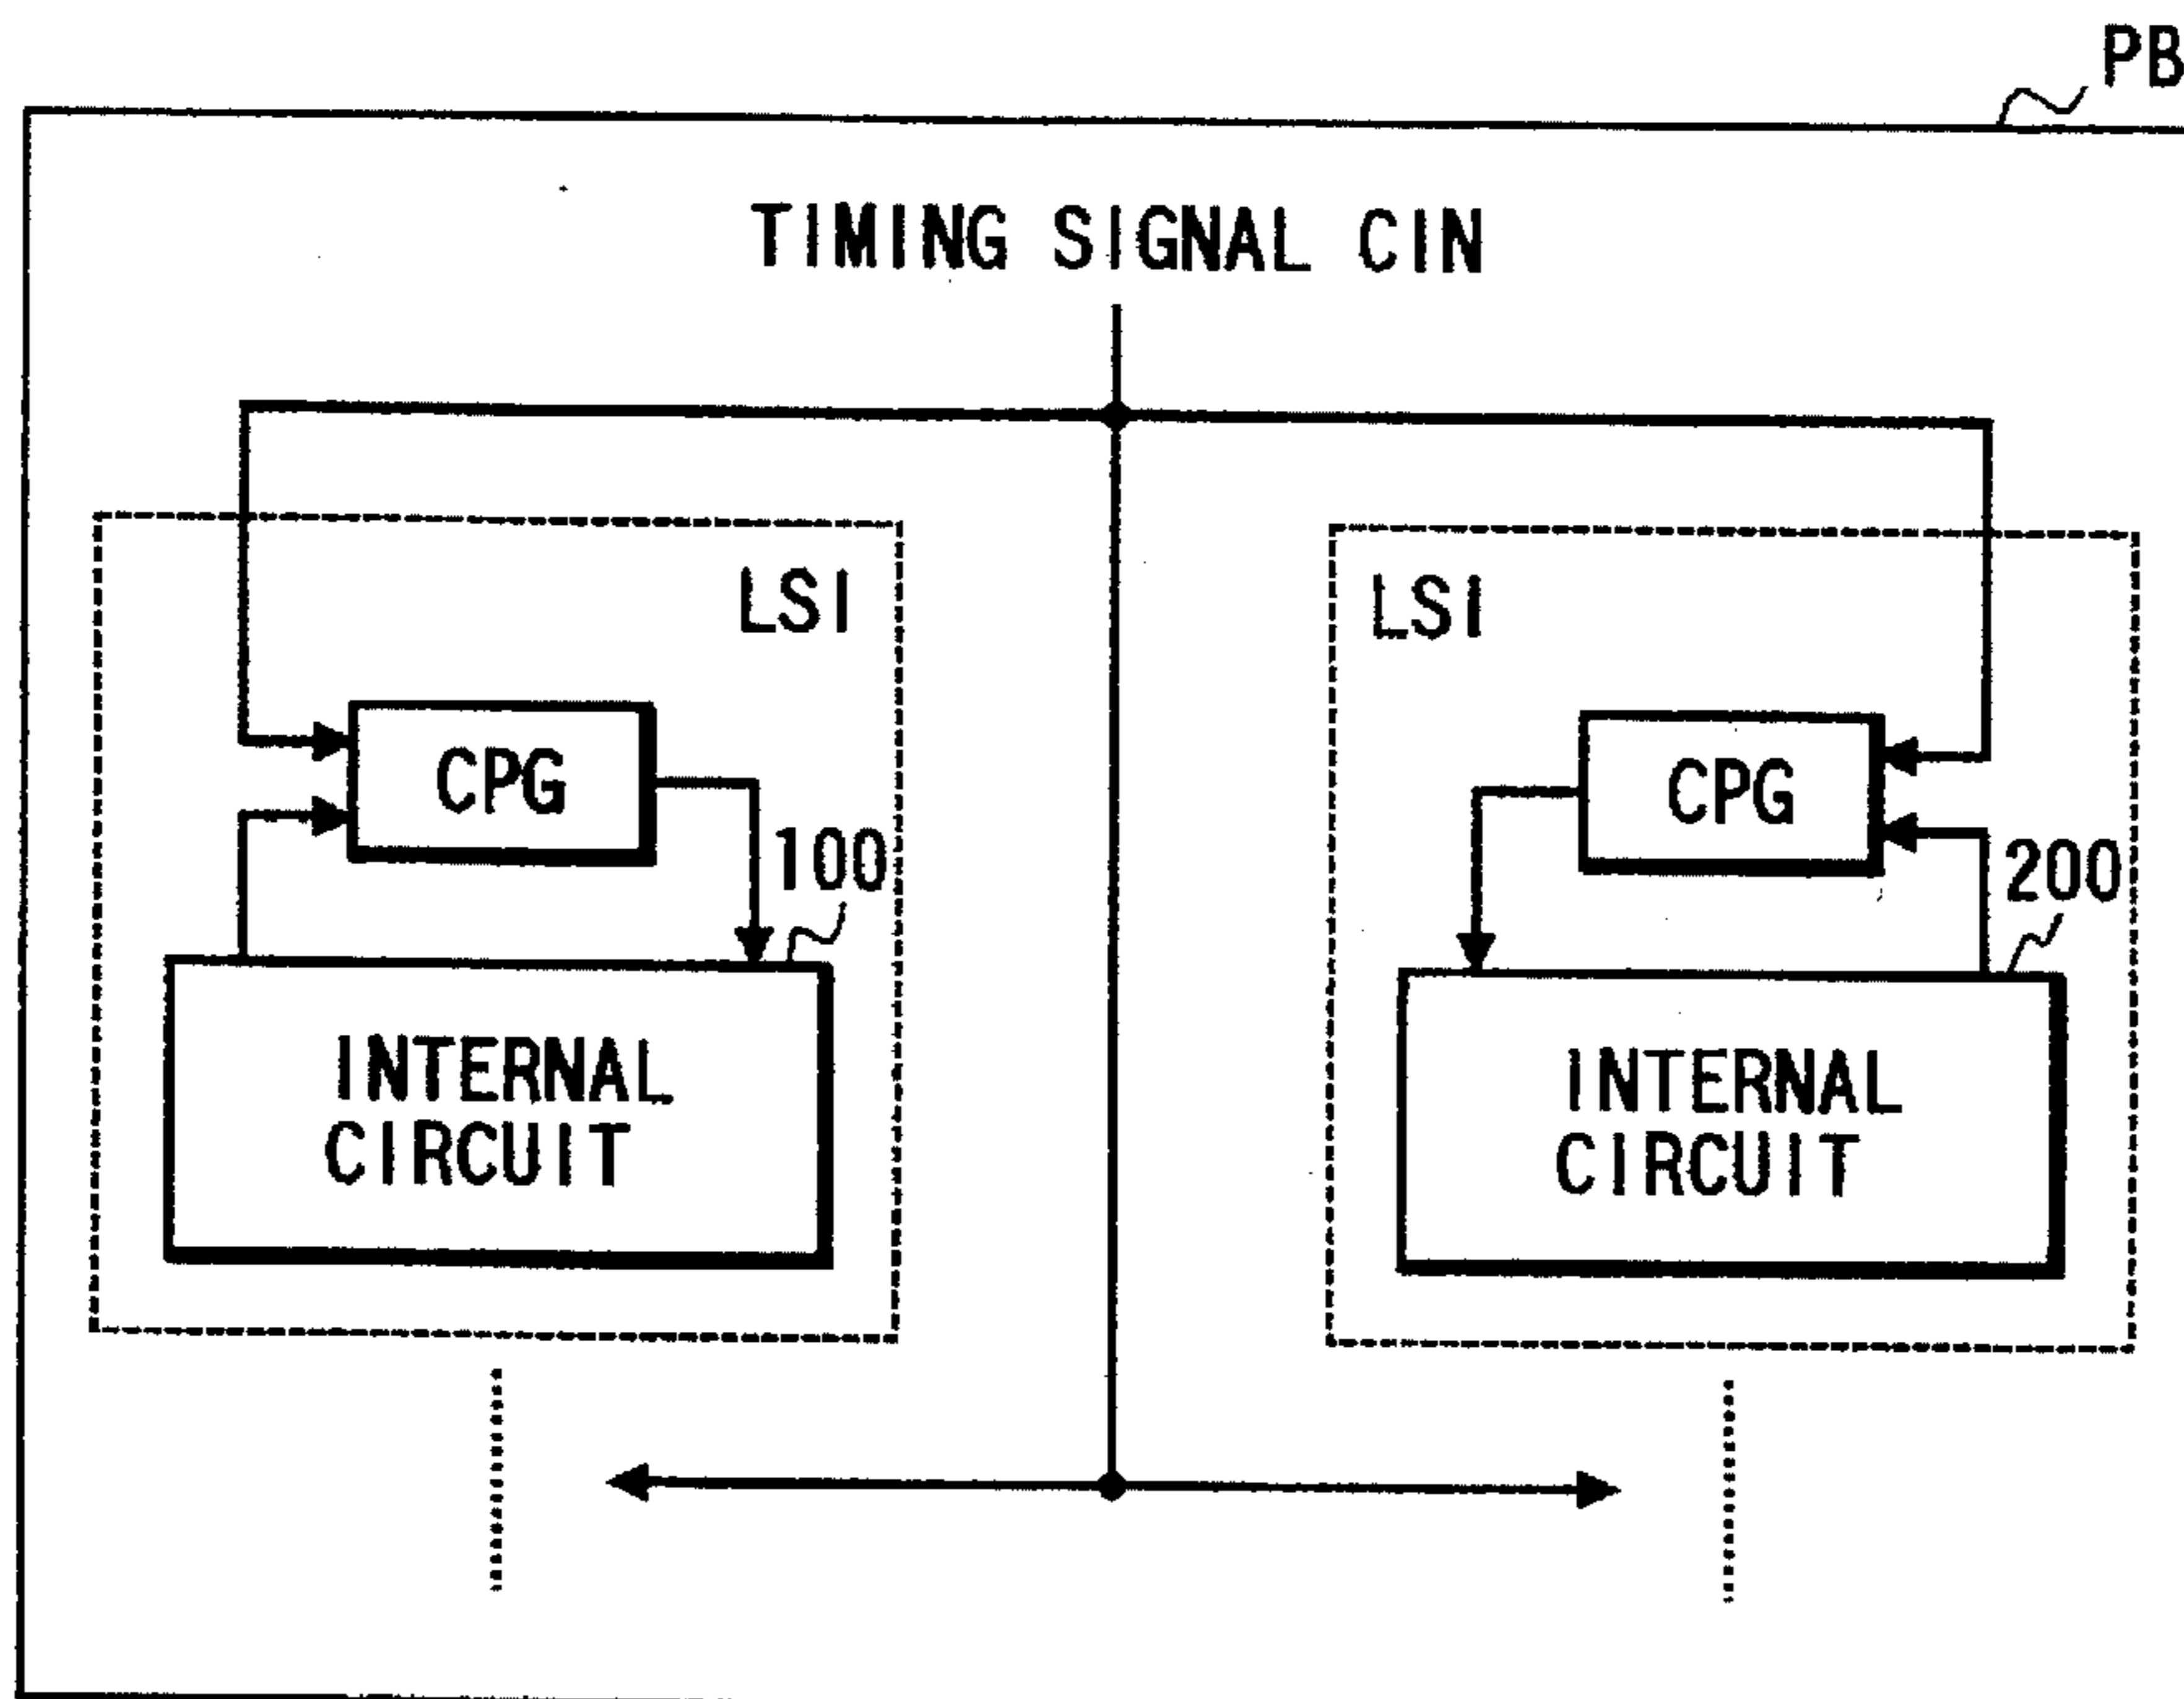 PB
TIMING SIGNAL CIN
LSI
LSI
CPG
CPG
100
200
INTERNAL
CIRCUIT
INTERNAL
CIRCUIT